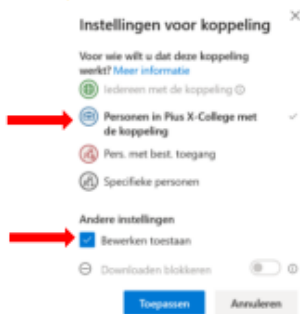 Instellingen voor koppeling
Voor wie wilt u dat deze koppeling
werkt? Meer informatie
Iedereen met de koppeling
Personen in Pius X-College met
de koppeling
Pers. met best. toegang
Specifieke personen
Andere instellingen
Bewerken toestaan
Downloaden blokkeren
Toepassen Annuleren